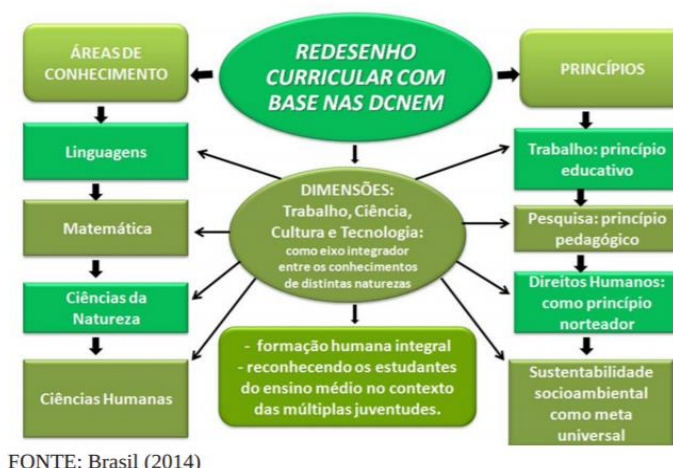 ÁREAS DE
CONHECIMENTO
REDESENHO
CURRICULAR COM
BASE NAS DCNEM
PRINCÍPIOS
Linguagens
Matemática
Ciências da
Natureza
Ciências Humanas
DIMENSÕES:
Trabalho, Ciência,
Cultura e Tecnologia:
como eixo integrador
entre os conhecimentos
de distintas naturezas
- formação humana integral
- reconhecendo os estudantes
do ensino médio no contexto
das múltiplas juventudes.
Trabalho: princípio
educativo
Pesquisa: princípio
pedagógico
Direitos Humanos:
como princípio
norteador
Sustentabilidade
socioambiental
como meta
universal
FONTE: Brasil (2014)